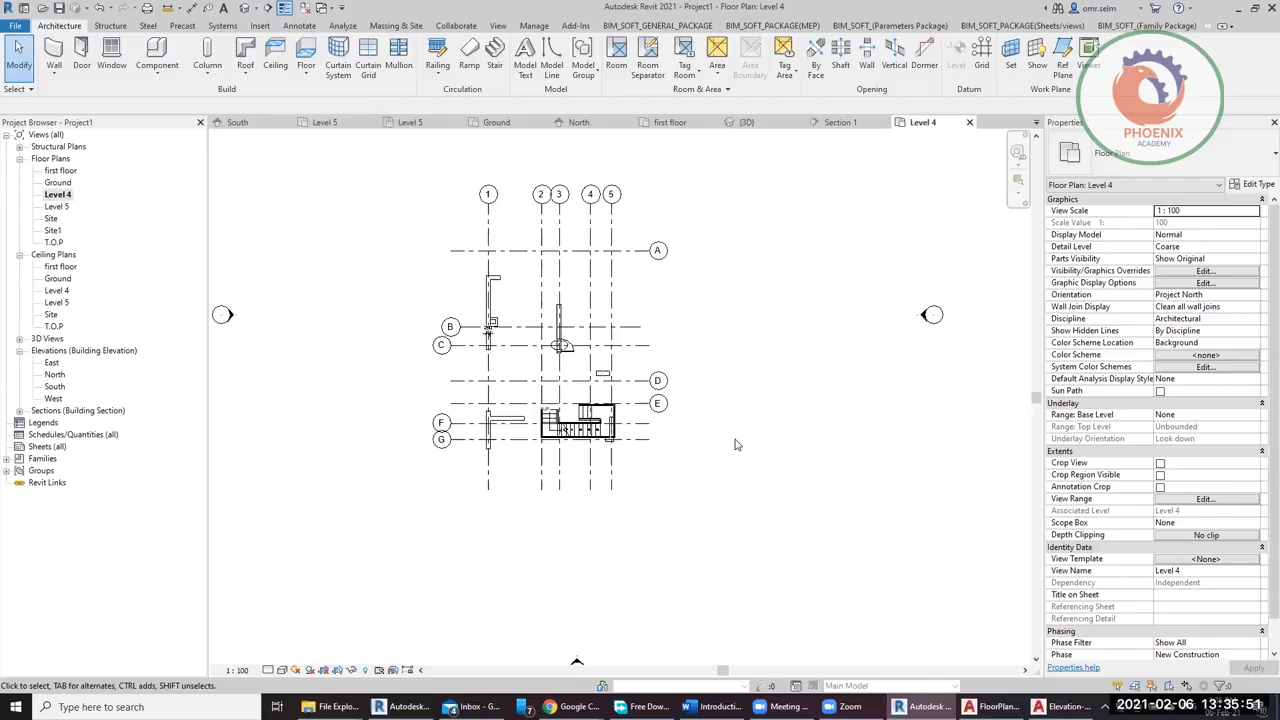 Autodesk Revit 2021 - Project1 - Floor Plan: Level 4
omr.selm
File Architecture Structure Steel Precast Systems Insert Annotate Analyze Massing & Site Collaborate View Manage Add-Ins BIM_SOFT_GENERAL_PACKAGE BIM_SOFT_PACKAGE(MEP) BIM_SOFT_(Parameters Package) BIM_SOFT_PACKAGE(Sheets/views) BIM_SOFT_(Family Package)
Modify Wall Door Window Component Column Roof Ceiling Floor Curtain System Curtain Grid Mullion Railing Ramp Stair Model Text Model Line Model Group Room Room Separator Tag Room Area Area Boundary Tag Area By Face Shaft Wall Vertical Dormer Level Grid Set Show Ref Plane
Select Build Circulation Model Room & Area Opening Datum Work Plane
PHOENIX
ACADEMY
Project Browser - Project1
South Level 5 Level 5 Ground North first floor {3D} Section 1 Level 4
Properties
Views (all)
Structural Plans
Floor Plans
first floor
Ground
Level 4
Level 5
Site
Site1
T.O.P
Ceiling Plans
first floor
Ground
Level 4
Level 5
Site
T.O.P
3D Views
Elevations (Building Elevation)
East
North
South
West
Sections (Building Section)
Legends
Schedules/Quantities (all)
Sheets (all)
Families
Groups
Revit Links
1 2 3 4 5
A
B
C
D
E
F
G
Floor Plan
Floor Plan: Level 4 Edit Type
Graphics
View Scale 1 : 100
Scale Value 1: 100
Display Model Normal
Detail Level Coarse
Parts Visibility Show Original
Visibility/Graphics Overrides Edit...
Graphic Display Options Edit...
Orientation Project North
Wall Join Display Clean all wall joins
Discipline Architectural
Show Hidden Lines By Discipline
Color Scheme Location Background
Color Scheme <none>
System Color Schemes Edit...
Default Analysis Display Style None
Sun Path
Underlay
Range: Base Level None
Range: Top Level Unbounded
Underlay Orientation Look down
Extents
Crop View
Crop Region Visible
Annotation Crop
View Range Edit...
Associated Level Level 4
Scope Box None
Depth Clipping No clip
Identity Data
View Template <None>
View Name Level 4
Dependency Independent
Title on Sheet
Referencing Sheet
Referencing Detail
Phasing
Phase Filter Show All
Phase New Construction
Properties help Apply
1 : 100
Click to select, TAB for alternates, CTRL adds, SHIFT unselects.
:0 Main Model :0
Type here to search
File Explo... Autodesk... Inbox - G... Google C... Free Dow... Introducti... Meeting ... Zoom Autodesk ... FloorPlan... Elevation-...
2021-02-06 13:35:51